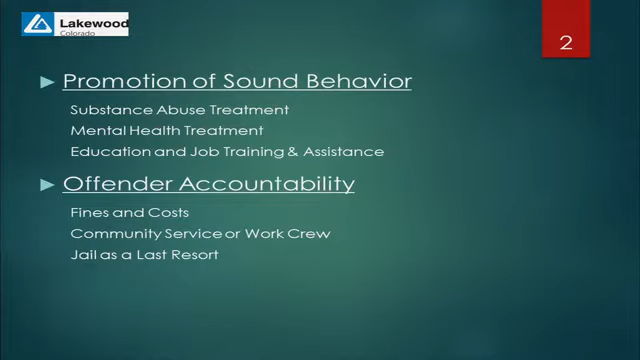 Lakewood
Colorado
2
Promotion of Sound Behavior
Substance Abuse Treatment
Mental Health Treatment
Education and Job Training & Assistance
Offender Accountability
Fines and Costs
Community Service or Work Crew
Jail as a Last Resort